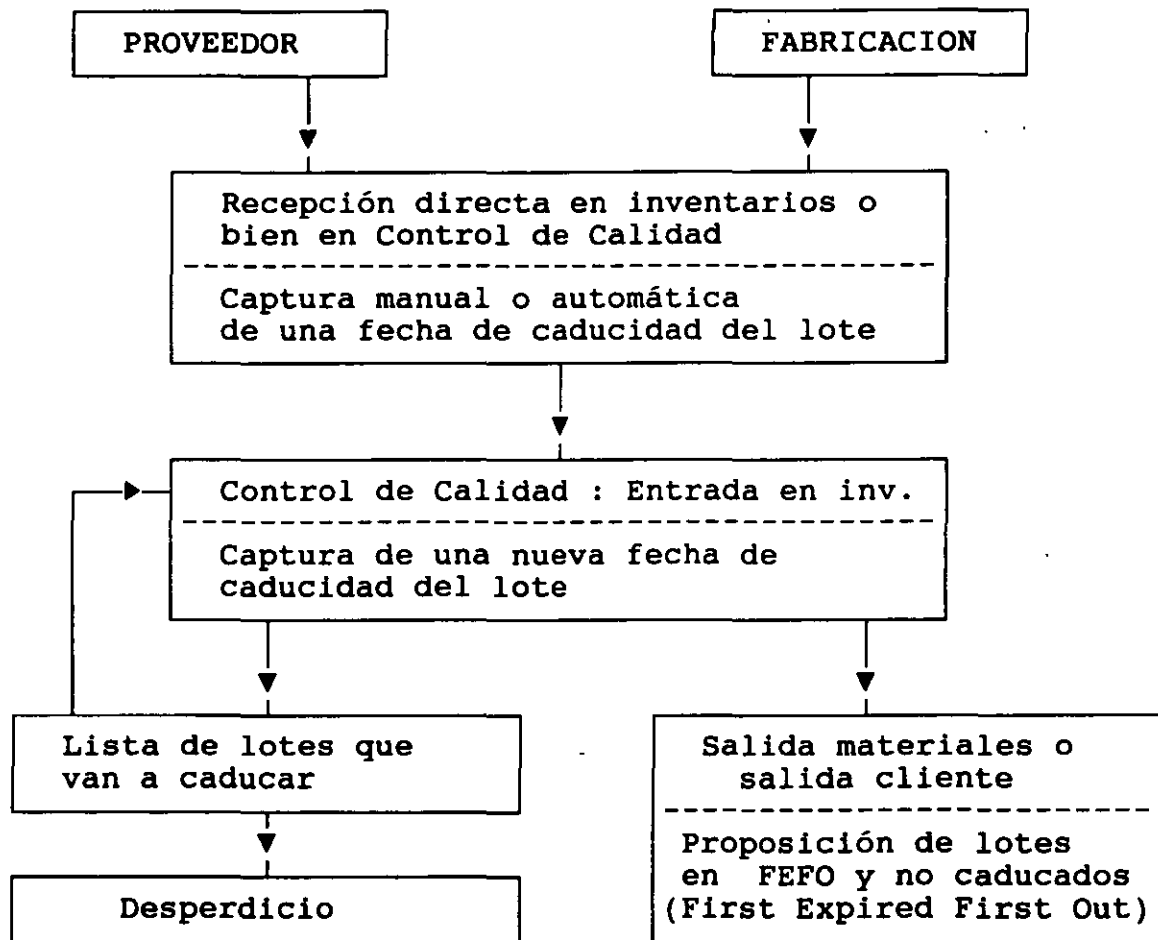 PROVEEDOR
FABRICACION
Recepción directa en inventarios o
bien en Control de Calidad
Captura manual o automática
de una fecha de caducidad del lote
Control de Calidad : Entrada en inv.
Captura de una nueva fecha de
caducidad del lote
Lista de lotes que
van a caducar
Desperdicio
Salida materiales o
salida cliente
Proposición de lotes
en FEFO y no caducados
(First Expired First Out)